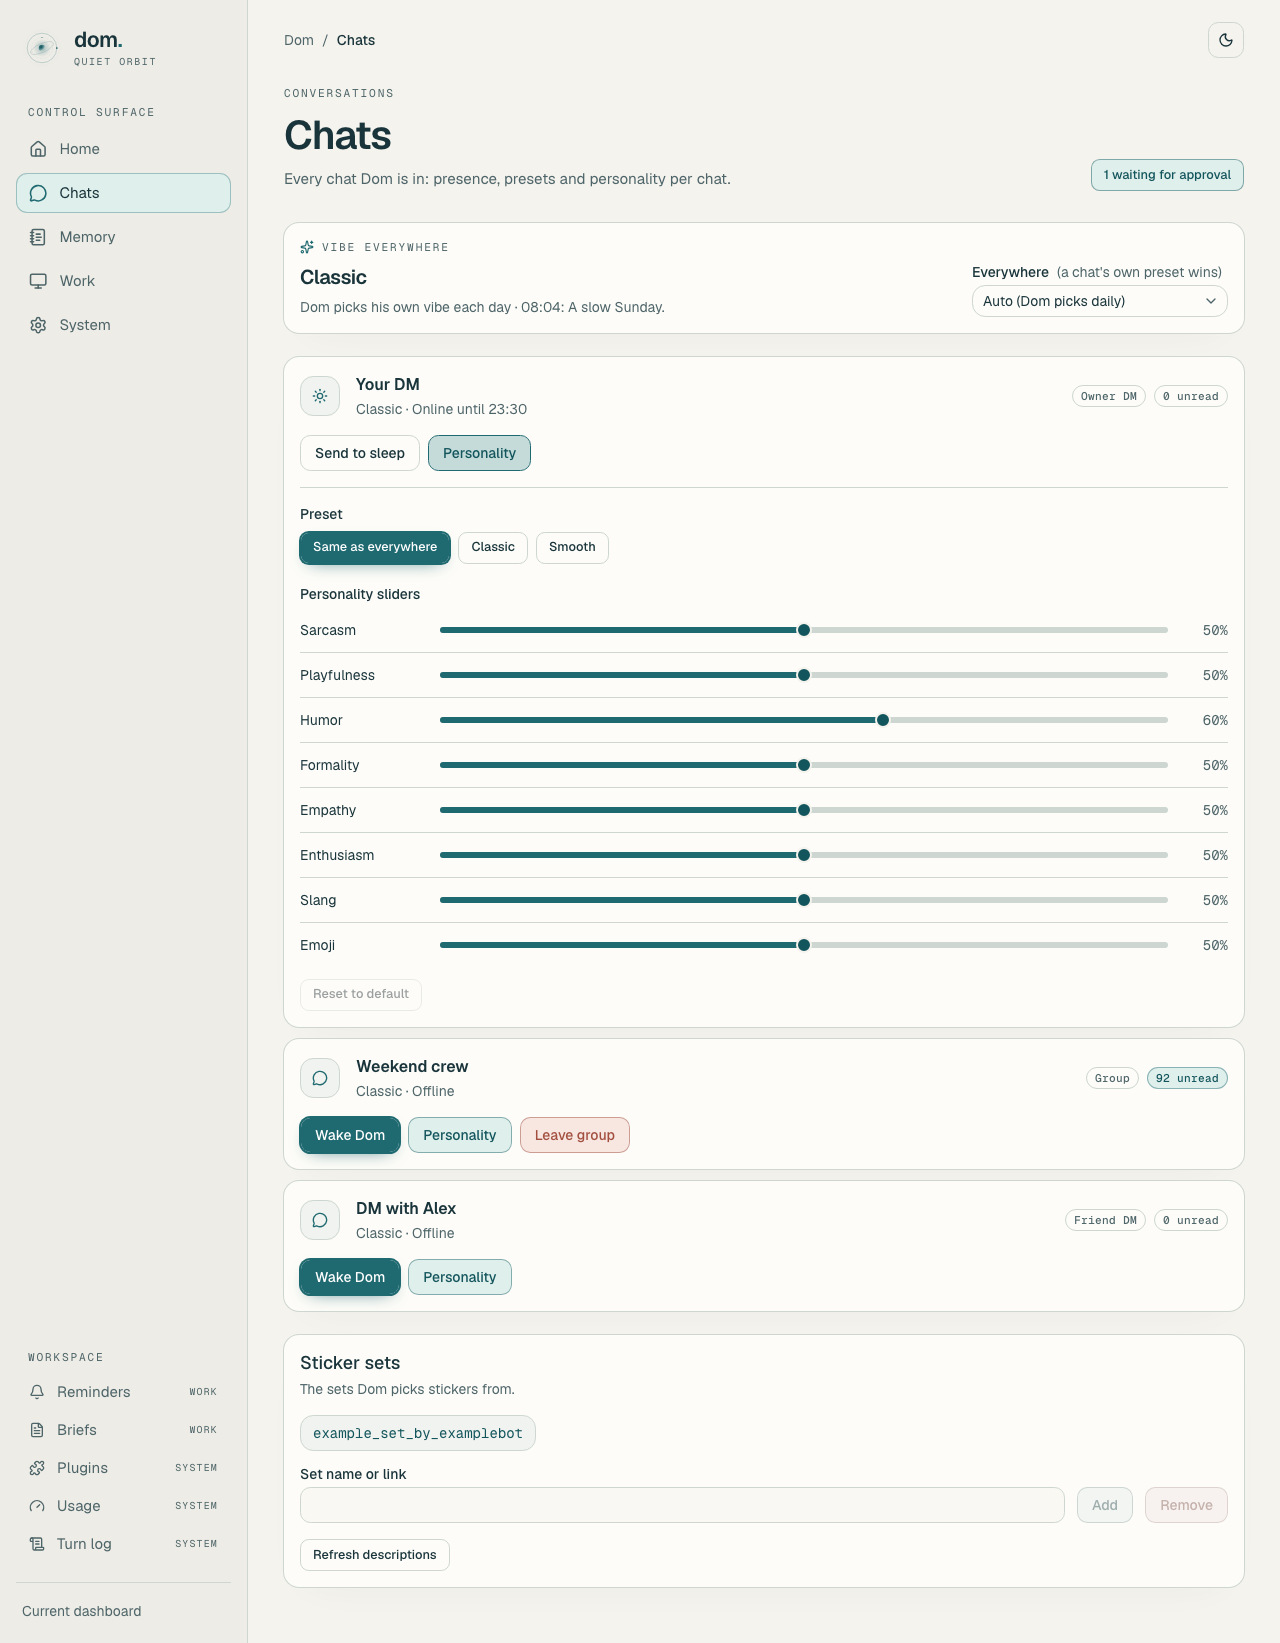 dom.
QUIET ORBIT
CONTROL SURFACE
Home
Chats
Memory
Work
System
WORKSPACE
Reminders WORK
Briefs WORK
Plugins SYSTEM
Usage SYSTEM
Turn log SYSTEM
Current dashboard
Dom / Chats
CONVERSATIONS
Chats
Every chat Dom is in: presence, presets and personality per chat.
1 waiting for approval
VIBE EVERYWHERE
Classic
Dom picks his own vibe each day · 08:04: A slow Sunday.
Everywhere (a chat's own preset wins)
Auto (Dom picks daily)
Your DM
Classic · Online until 23:30
Owner DM 0 unread
Send to sleep Personality
Preset
Same as everywhere Classic Smooth
Personality sliders
Sarcasm 50%
Playfulness 50%
Humor 60%
Formality 50%
Empathy 50%
Enthusiasm 50%
Slang 50%
Emoji 50%
Reset to default
Weekend crew
Classic · Offline
Group 92 unread
Wake Dom Personality Leave group
DM with Alex
Classic · Offline
Friend DM 0 unread
Wake Dom Personality
Sticker sets
The sets Dom picks stickers from.
example_set_by_examplebot
Set name or link
Add Remove
Refresh descriptions